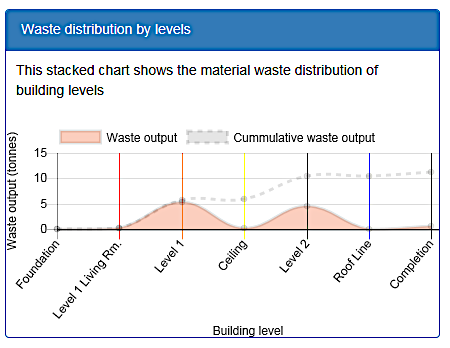 Waste distribution by levels
This stacked chart shows the material waste distribution of
building levels
Waste output
Cummulative waste output
Waste output (tonnes)
15
10
5
0
Foundation
Level 1 Living Rm.
Level 1
Ceiling
Level 2
Roof Line
Completion
Building level